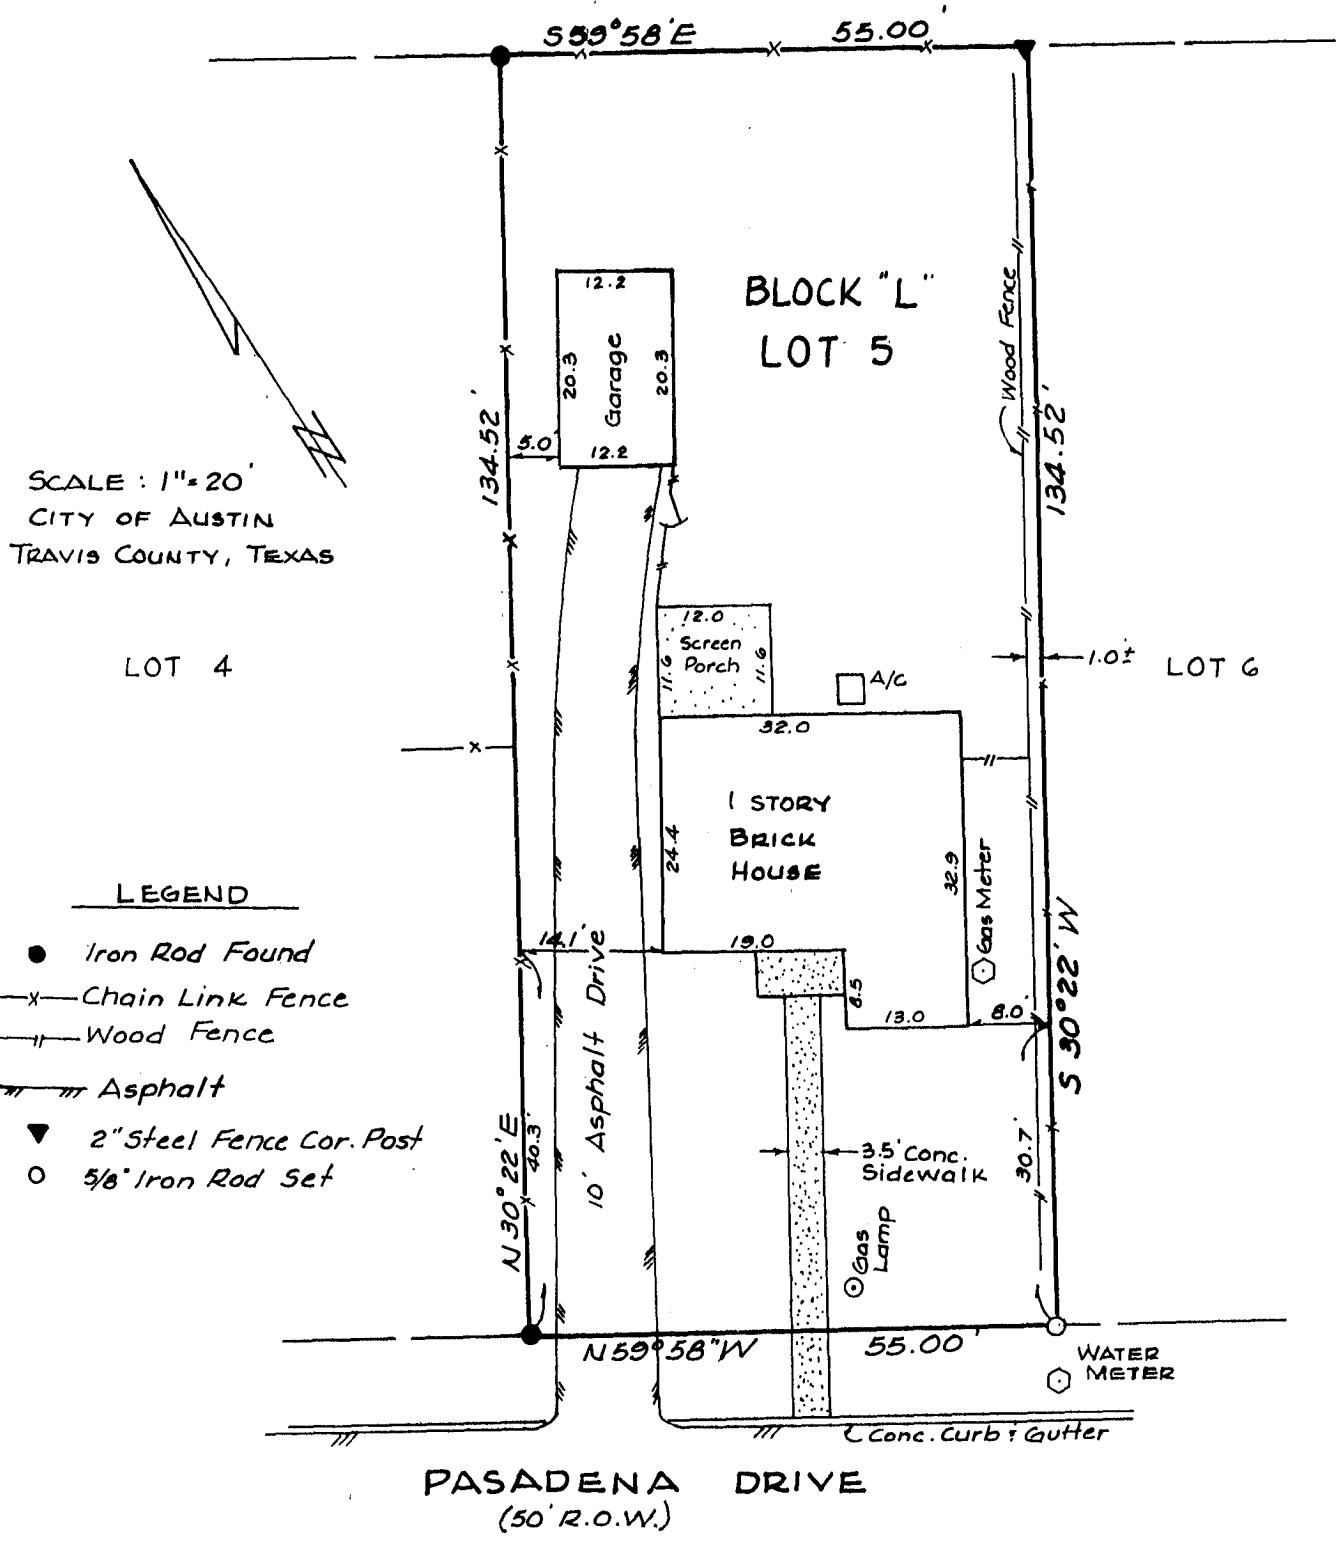 S59°58'E 55.00'
BLOCK "L"
LOT 5
12.2
20.3
Garage
20.3
12.2
5.0'
134.52'
Wood Fence
134.52'
SCALE : 1"=20'
CITY OF AUSTIN
TRAVIS COUNTY, TEXAS
LOT 4
12.0
Screen
Porch
11.6
11.6
A/C
1.0'±
LOT 6
32.0
1 STORY
BRICK
HOUSE
24.4
32.9
Gas Meter
14.1'
19.0
8.5
13.0
8.0'
S 30°22' W
LEGEND
Iron Rod Found
x Chain Link Fence
Wood Fence
Asphalt
2" Steel Fence Cor. Post
5/8" Iron Rod Set
10' Asphalt Drive
N 30°22'E
40.3'
3.5' Conc.
Sidewalk
30.7'
Gas
Lamp
N59°58"W 55.00'
WATER
METER
Conc. Curb & Gutter
PASADENA DRIVE
(50' R.O.W.)